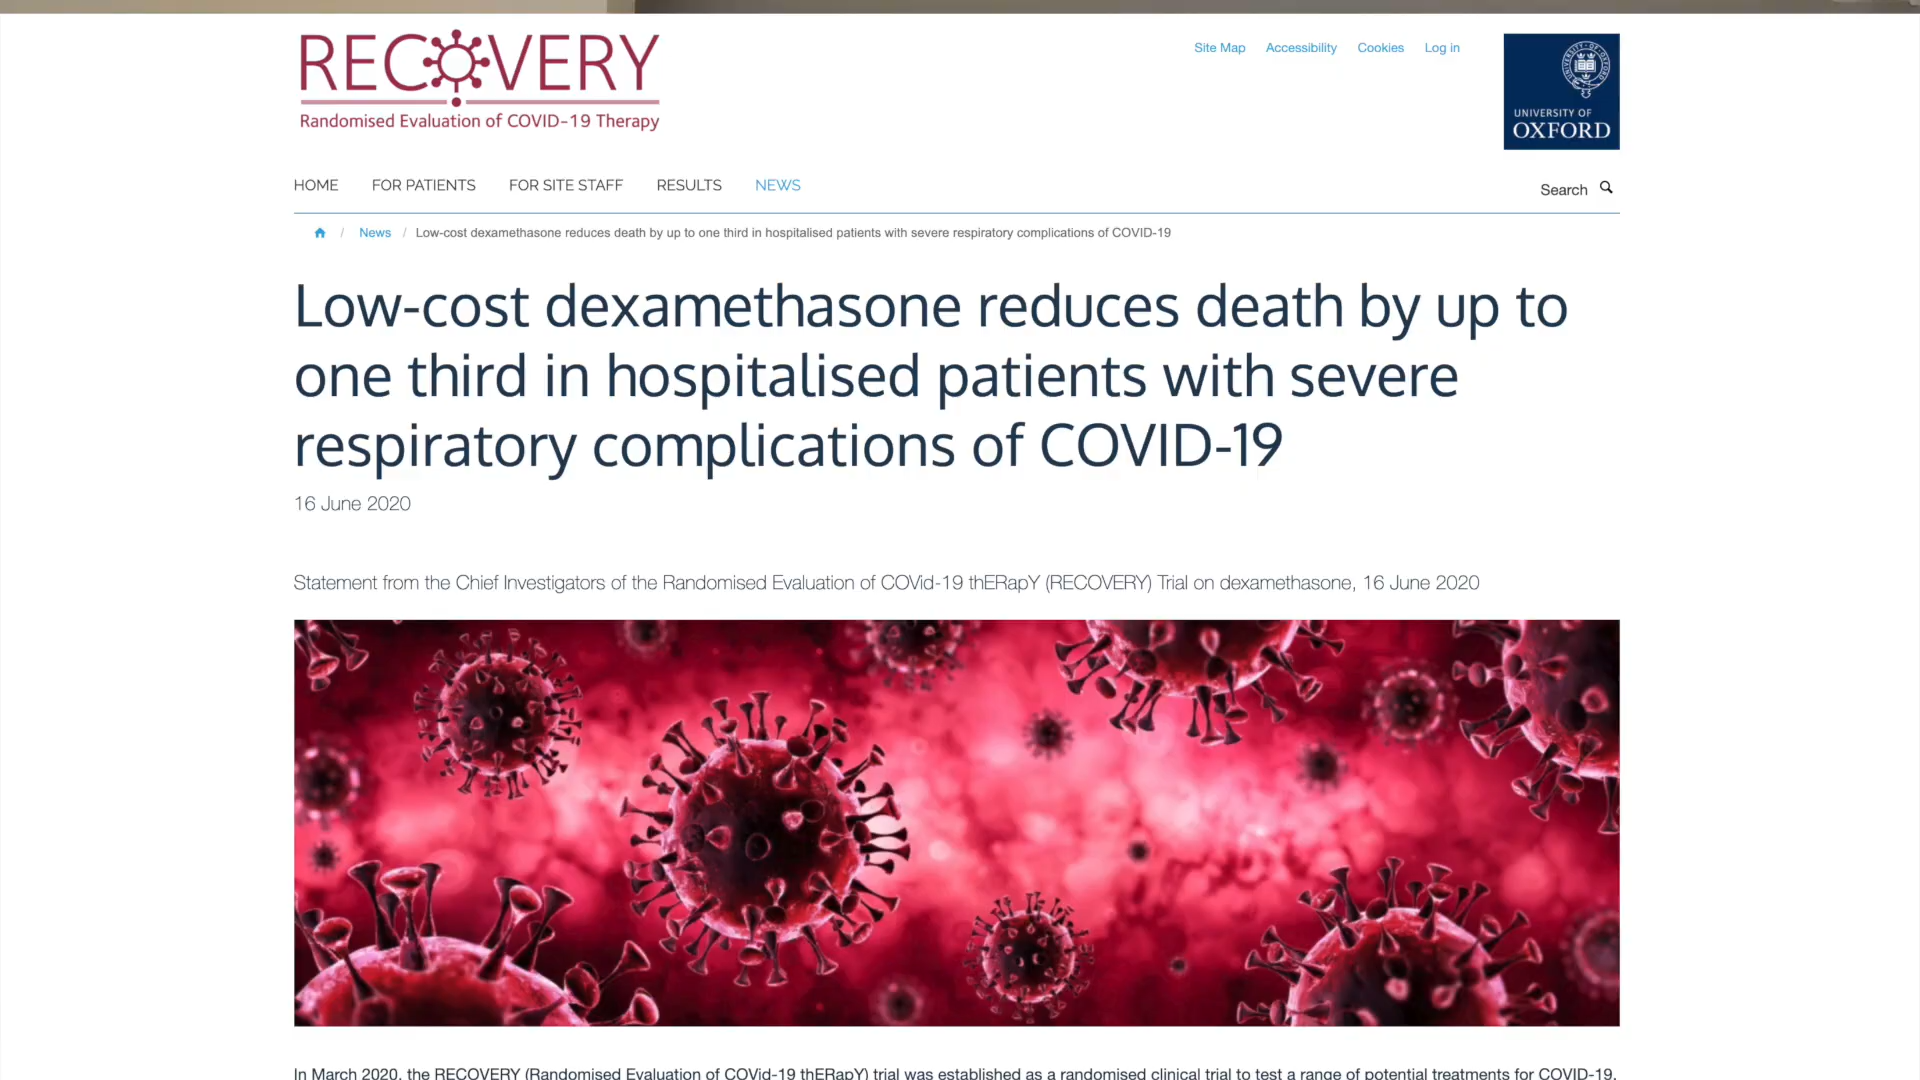 RECOVERY
Randomised Evaluation of COVID-19 Therapy
Site Map Accessibility Cookies Log in
UNIVERSITY OF
OXFORD
HOME FOR PATIENTS FOR SITE STAFF RESULTS NEWS
Search
/ News / Low-cost dexamethasone reduces death by up to one third in hospitalised patients with severe respiratory complications of COVID-19
Low-cost dexamethasone reduces death by up to
one third in hospitalised patients with severe
respiratory complications of COVID-19
16 June 2020
Statement from the Chief Investigators of the Randomised Evaluation of COVid-19 thERapY (RECOVERY) Trial on dexamethasone, 16 June 2020
In March 2020, the RECOVERY (Randomised Evaluation of COVid-19 thERapY) trial was established as a randomised clinical trial to test a range of potential treatments for COVID-19,